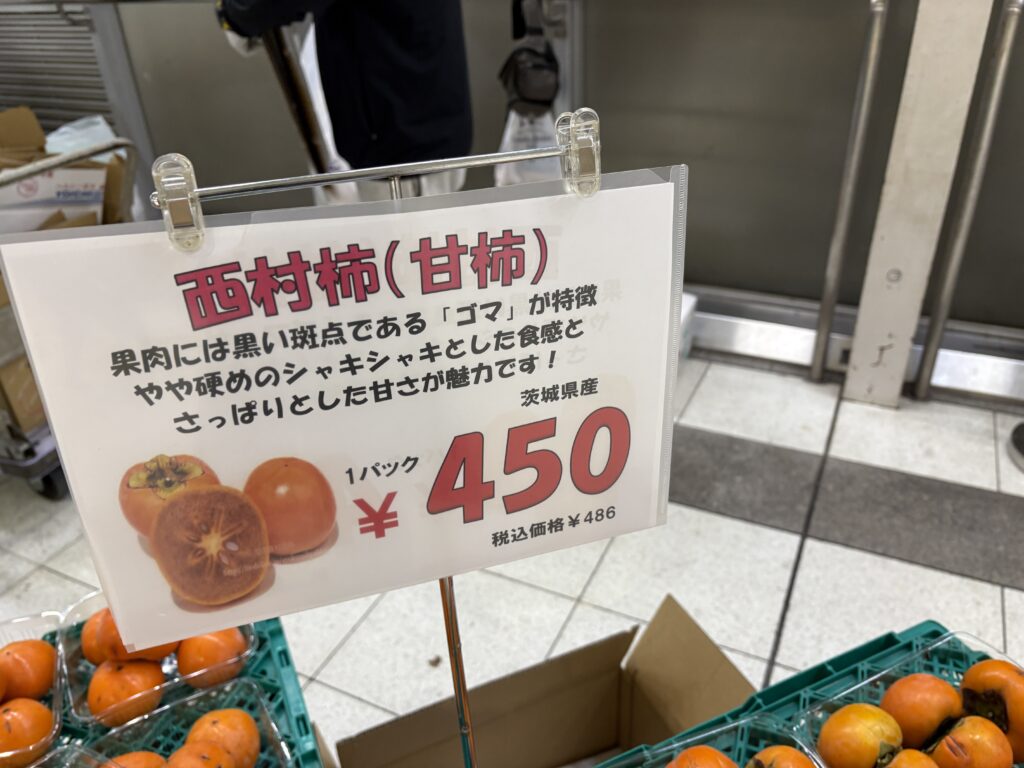 西村柿(甘柿)
果肉には黒い斑点である「ゴマ」が特徴
やや硬めのシャキシャキとした食感と
さっぱりとした甘さが魅力です！
茨城県産
1パック
¥450
税込価格¥486